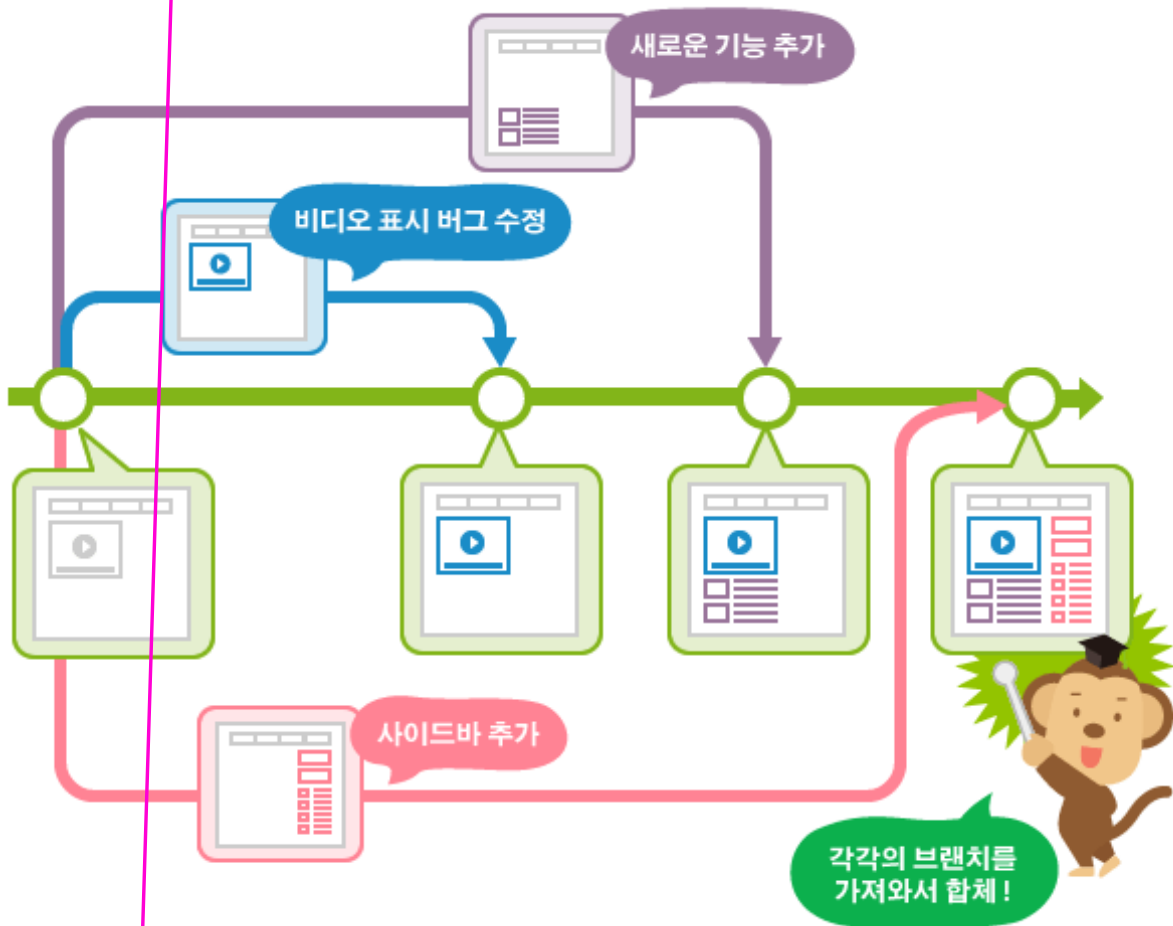 새로운 기능 추가
비디오 표시 버그 수정
사이드바 추가
각각의 브랜치를
가져와서 합체!